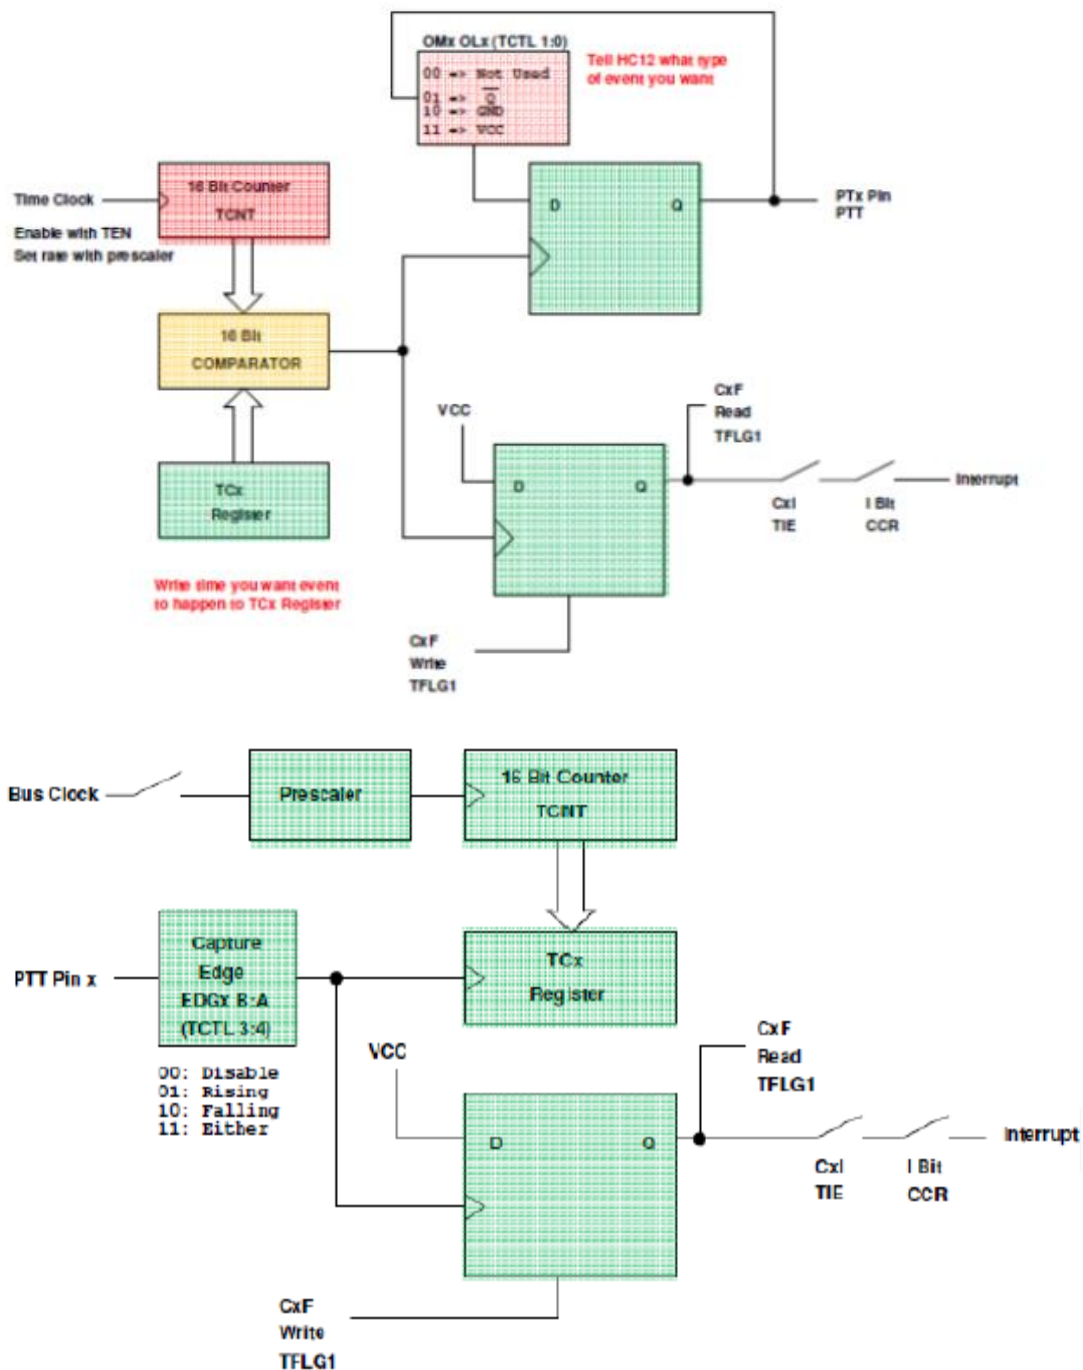 OMx OLx (TCTL 1:0)
00 => Not Used
01 => Q
10 => GND
11 => VCC
Tell HC12 what type
of event you want
16 Bit Counter
TCNT
Time Clock
Enable with TEN
Set rate with prescaler
D
Q
PTx Pin
PTT
16 Bit
COMPARATOR
TCx
Register
Write time you want event
to happen to TCx Register
VCC
CxF
Read
TFLG1
D
Q
CxI
TIE
I Bit
CCR
Interrupt
CxF
Write
TFLG1
Bus Clock
Prescaler
16 Bit Counter
TCNT
PTT Pin x
Capture
Edge
EDGx B:A
(TCTL 3:4)
00: Disable
01: Rising
10: Falling
11: Either
TCx
Register
VCC
CxF
Read
TFLG1
D
Q
CxI
TIE
I Bit
CCR
Interrupt
CxF
Write
TFLG1